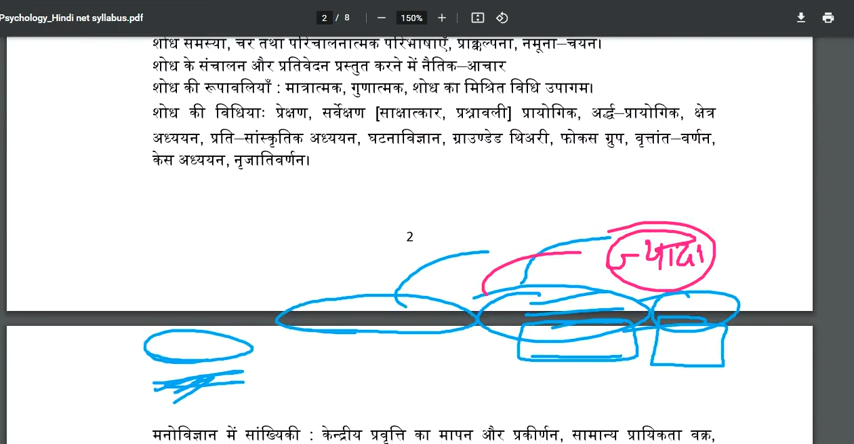 Psychology_Hindi net syllabus.pdf
2 / 8 — 150% +
शोध समस्या, चर तथा परिचालनात्मक परिभाषाएँ, प्राक्कल्पना, नमूना–चयन।
शोध के संचालन और प्रतिवेदन प्रस्तुत करने में नैतिक–आचार
शोध की रूपावलियाँ : मात्रात्मक, गुणात्मक, शोध का मिश्रित विधि उपागम।
शोध की विधियाः प्रेक्षण, सर्वेक्षण [साक्षात्कार, प्रश्नावली] प्रायोगिक, अर्द्ध–प्रायोगिक, क्षेत्र
अध्ययन, प्रति–सांस्कृतिक अध्ययन, घटनाविज्ञान, ग्राउण्डेड थिअरी, फोकस ग्रुप, वृत्तांत–वर्णन,
केस अध्ययन, नृजातिवर्णन।
2
ज्यादा
मनोविज्ञान में सांख्यिकी : केन्द्रीय प्रवृत्ति का मापन और प्रकीर्णन, सामान्य प्रायिकता वक्र,